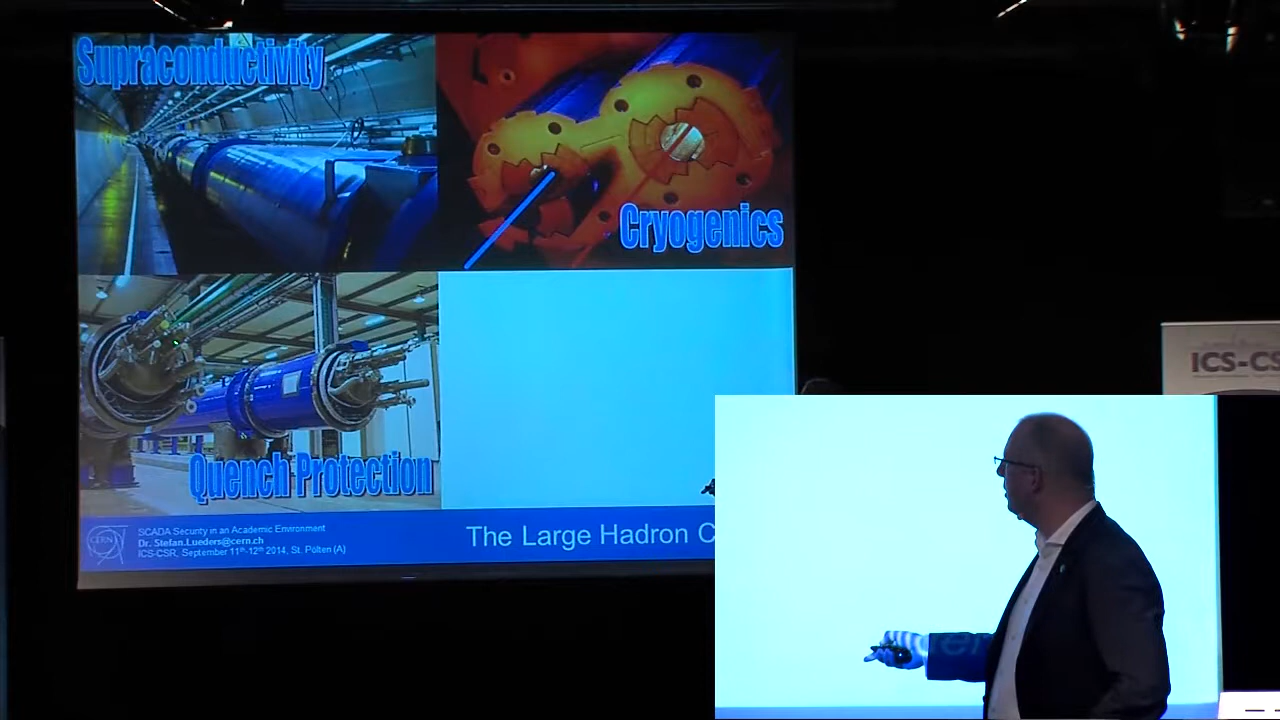 Supraconductivity
Cryogenics
Quench Protection
CERN
SCADA Security in an Academic Environment
Dr. Stefan.Lueders@cern.ch
ICS-CSR, September 11th-12th 2014, St. Pölten (A)
The Large Hadron C
ICS-CS